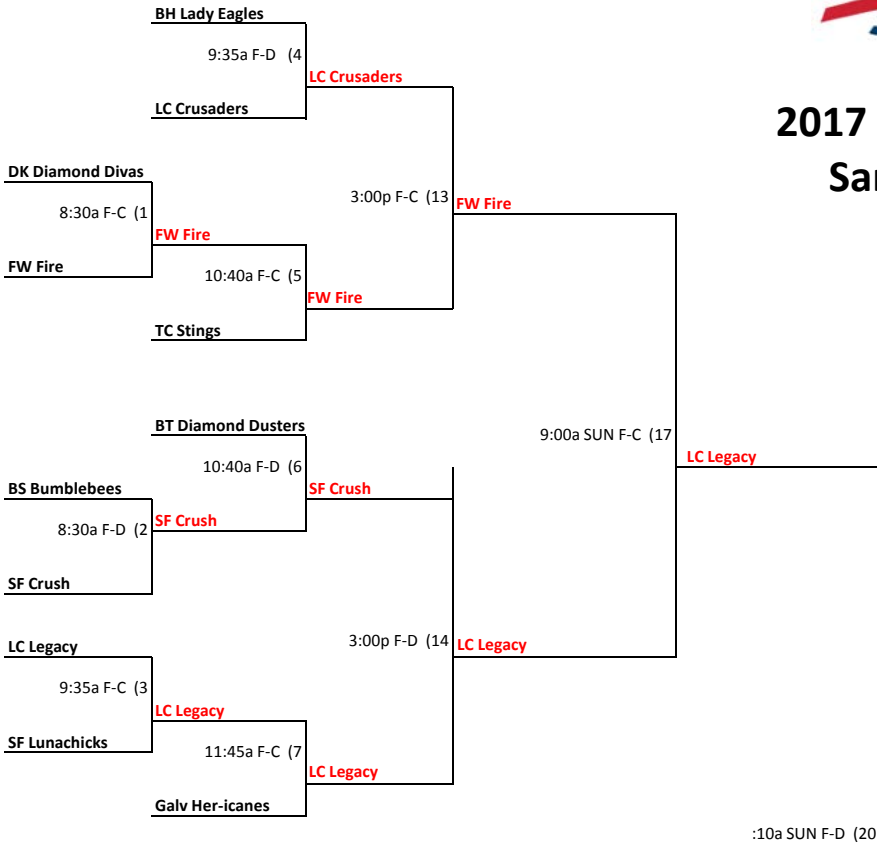 BH Lady Eagles
9:35a F-D (4
LC Crusaders
LC Crusaders
2017
DK Diamond Divas
Sa
3:00p F-C (13
FW Fire
8:30a F-C (1
FW Fire
FW Fire
10:40a F-C (5
FW Fire
TC Stings
BT Diamond Dusters
9:00a SUN F-C (17
LC Legacy
10:40a F-D (6
BS Bumblebees
SF Crush
SF Crush
8:30a F-D (2
SF Crush
LC Legacy
3:00p F-D (14
LC Legacy
9:35a F-C (3
LC Legacy
SF Lunachicks
11:45a F-C (7
LC Legacy
Galv Her-icanes
:10a SUN F-D (20